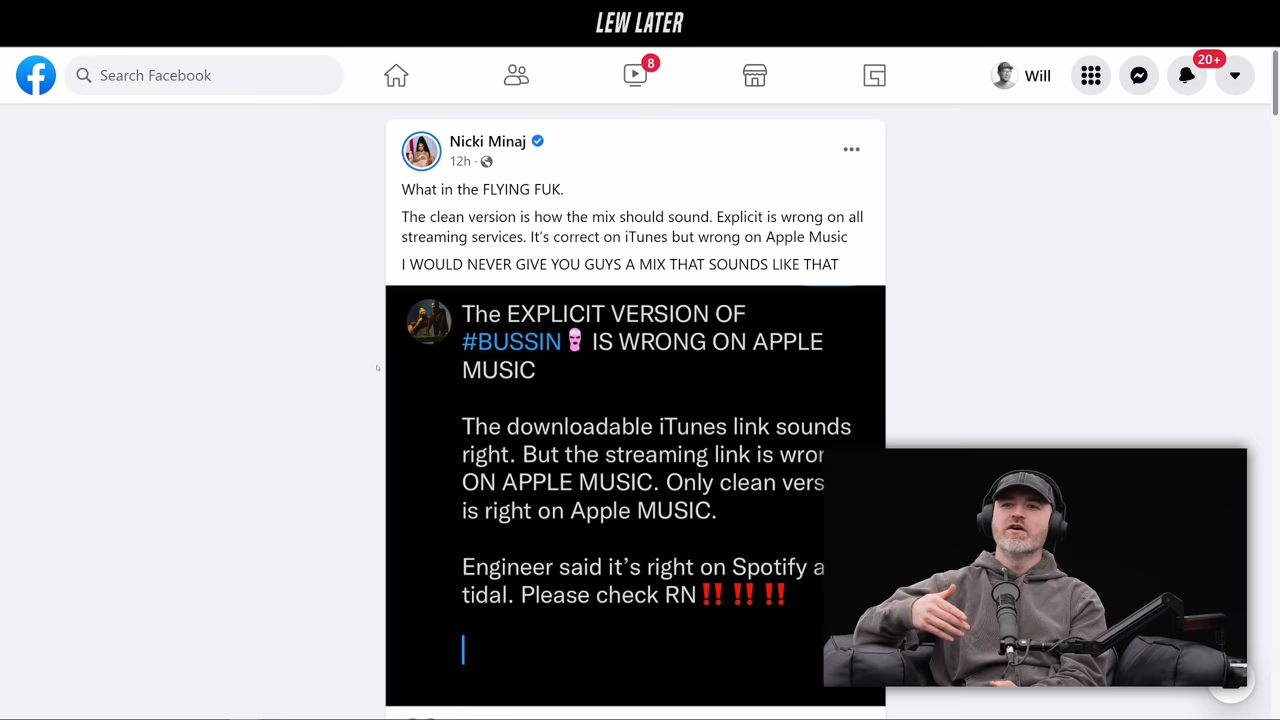 LEW LATER
Search Facebook
8
Will
20+
Nicki Minaj
12h ·
What in the FLYING FUK.
The clean version is how the mix should sound. Explicit is wrong on all
streaming services. It's correct on iTunes but wrong on Apple Music
I WOULD NEVER GIVE YOU GUYS A MIX THAT SOUNDS LIKE THAT
The EXPLICIT VERSION OF
#BUSSIN IS WRONG ON APPLE
MUSIC
The downloadable iTunes link sounds
right. But the streaming link is
ON APPLE MUSIC. Only clean
is right on Apple MUSIC.
Engineer said it's right on Spotify
tidal. Please check RN‼️ ‼️ ‼️